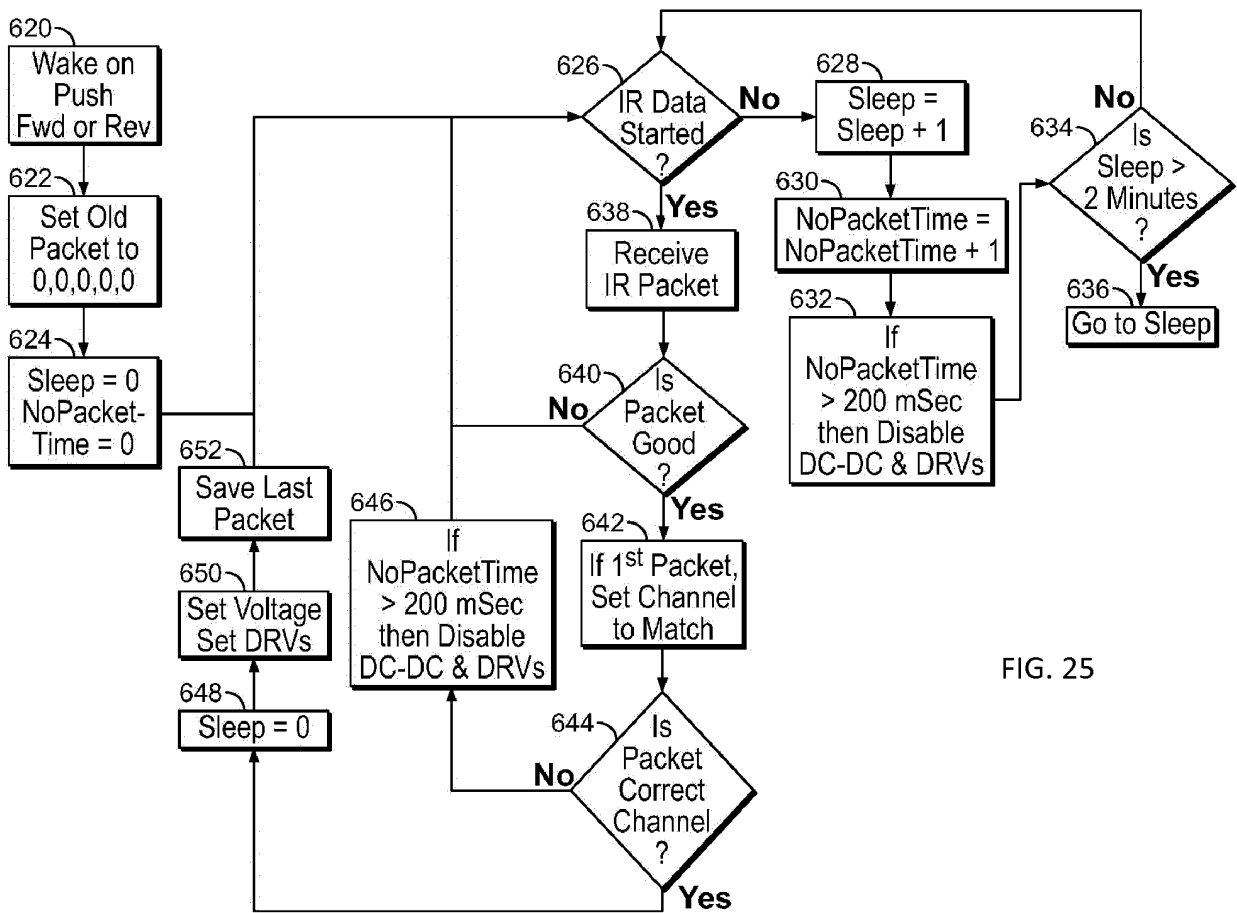 620
Wake on
Push
Fwd or Rev
622
Set Old
Packet to
0,0,0,0,0
624
Sleep = 0
NoPacket-
Time = 0
626
IR Data
Started
?
No
Yes
628
Sleep =
Sleep + 1
630
NoPacketTime =
NoPacketTime + 1
632
If
NoPacketTime
> 200 mSec
then Disable
DC-DC & DRVs
634
Is
Sleep >
2 Minutes
?
No
Yes
636
Go to Sleep
638
Receive
IR Packet
640
Is
Packet
Good
?
No
Yes
642
If 1st Packet,
Set Channel
to Match
644
Is
Packet
Correct
Channel
?
No
Yes
646
If
NoPacketTime
> 200 mSec
then Disable
DC-DC & DRVs
648
Sleep = 0
650
Set Voltage
Set DRVs
652
Save Last
Packet
FIG. 25